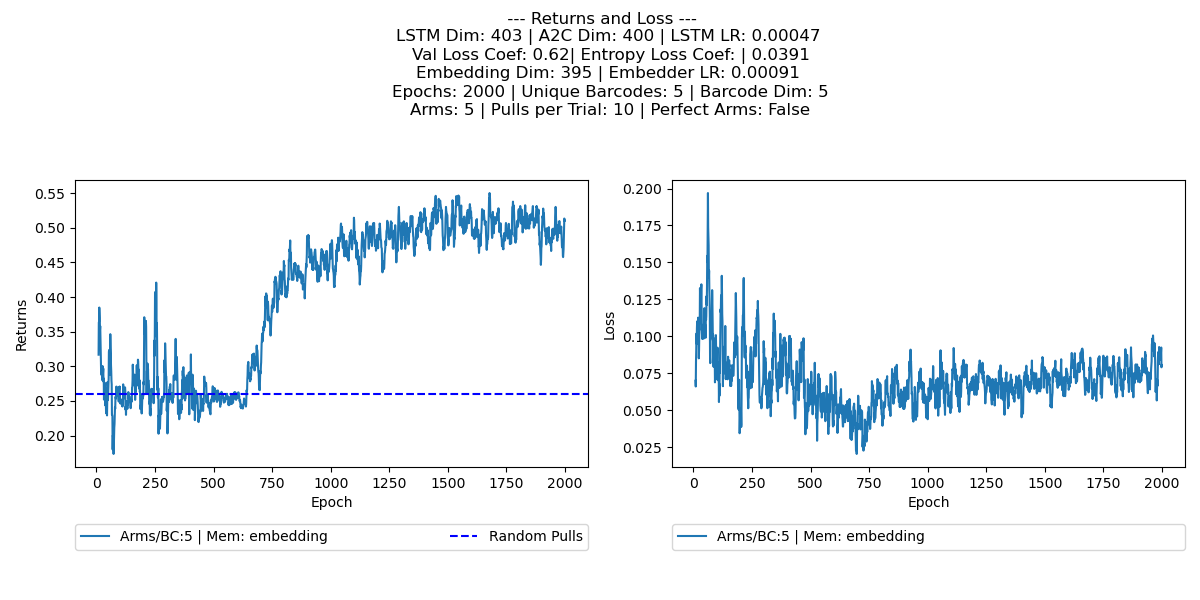 --- Returns and Loss ---
LSTM Dim: 403 | A2C Dim: 400 | LSTM LR: 0.00047
Val Loss Coef: 0.62| Entropy Loss Coef: | 0.0391
Embedding Dim: 395 | Embedder LR: 0.00091
Epochs: 2000 | Unique Barcodes: 5 | Barcode Dim: 5
Arms: 5 | Pulls per Trial: 10 | Perfect Arms: False
Returns
0.55
0.50
0.45
0.40
0.35
0.30
0.25
0.20
0 250 500 750 1000 1250 1500 1750 2000
Epoch
Arms/BC:5 | Mem: embedding Random Pulls
Loss
0.200
0.175
0.150
0.125
0.100
0.075
0.050
0.025
0 250 500 750 1000 1250 1500 1750 2000
Epoch
Arms/BC:5 | Mem: embedding